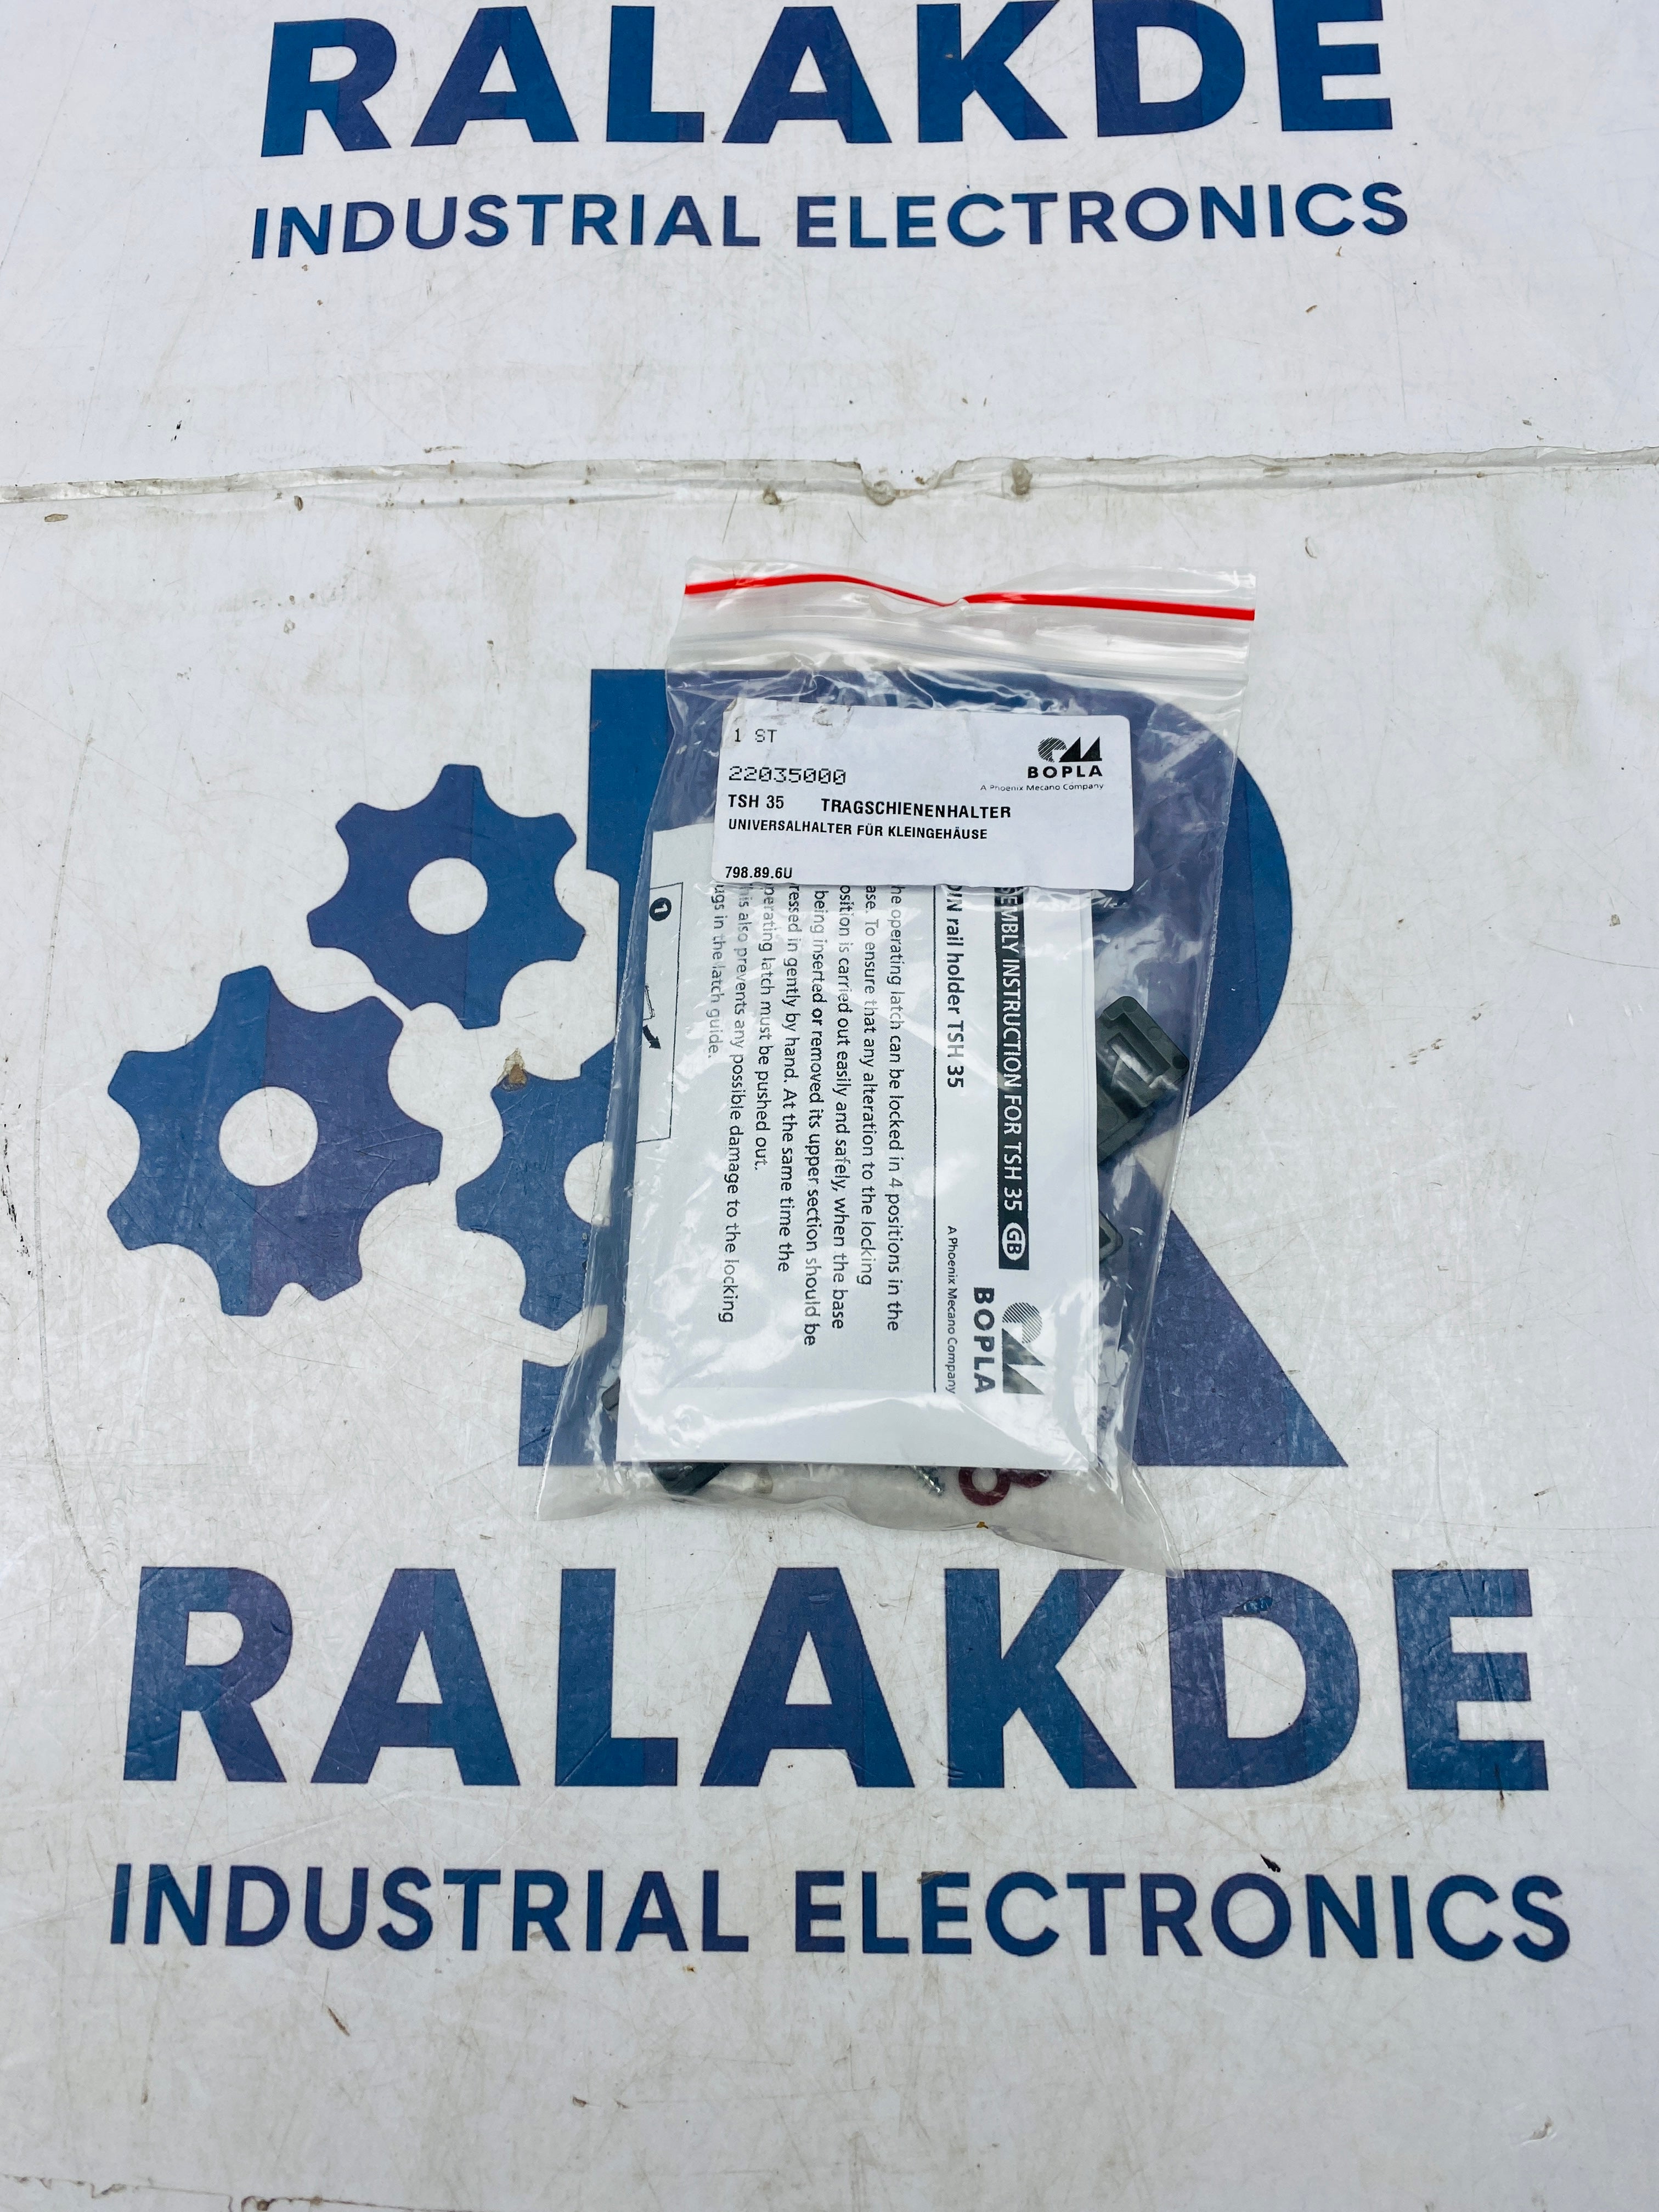 RALAKDE
INDUSTRIAL ELECTRONICS
1 ST
22035000
BOPLA
A Phoenix Mecano Company
TSH 35 TRAGSCHIENENHALTER
UNIVERSALHALTER FÜR KLEINGEHÄUSE
798.89.6U
EMBLY INSTRUCTION FOR TSH 35 GB
BOPLA
A Phoenix Mecano Company
rail holder TSH 35
he operating latch can be locked in 4 positions in the
ase. To ensure that any alteration to the locking
osition is carried out easily and safely, when the base
being inserted or removed its upper section should be
ressed in gently by hand. At the same time the
perating latch must be pushed out.
his also prevents any possible damage to the locking
ugs in the latch guide.
1
RALAKDE
INDUSTRIAL ELECTRONICS